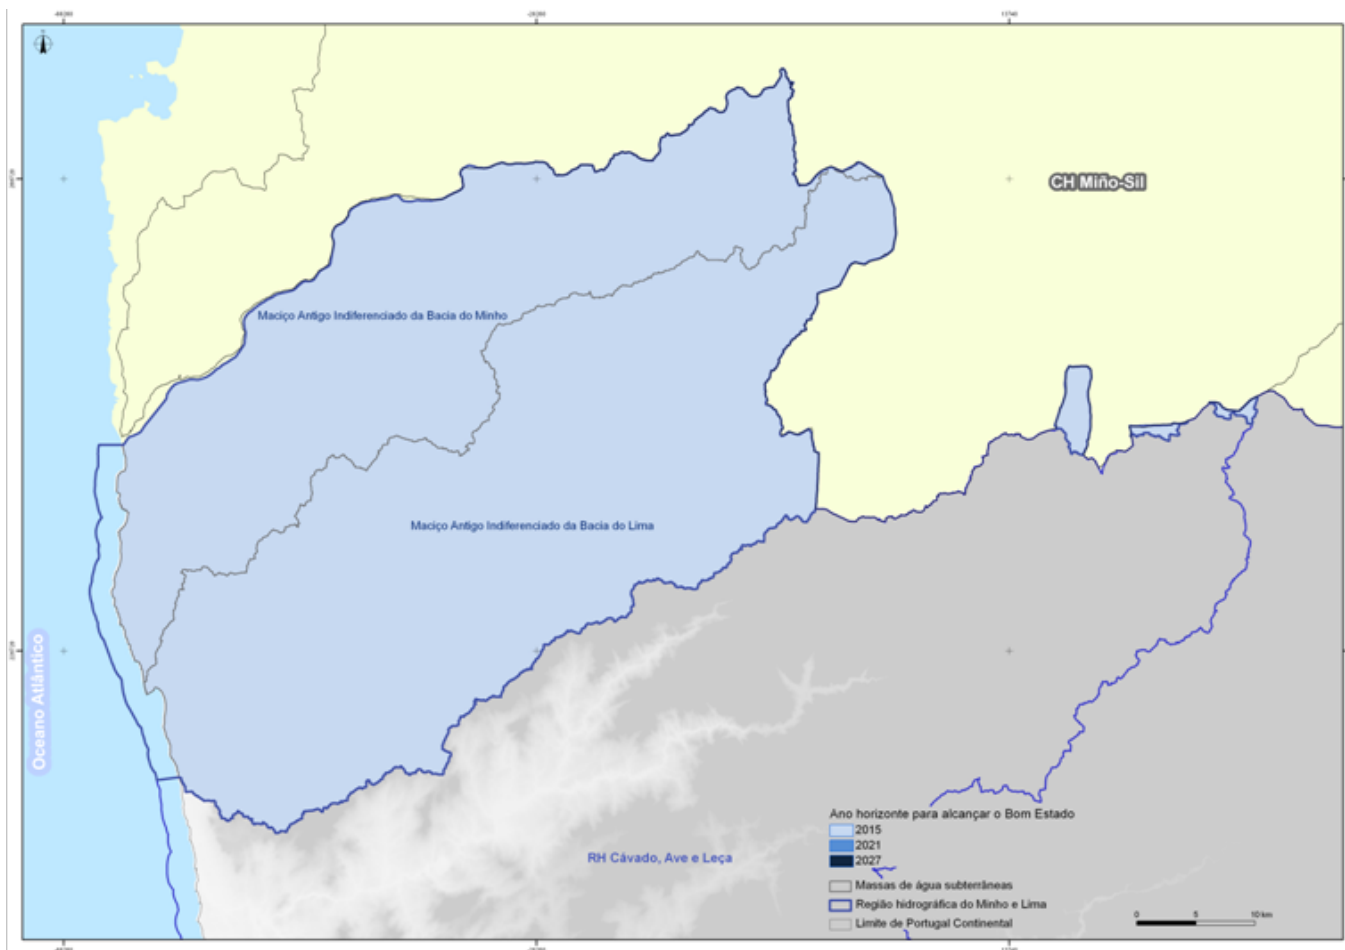 CH Miño-Sil
Maciço Antigo Indiferenciado da Bacia do Minho
Maciço Antigo Indiferenciado da Bacia do Lima
Oceano Atlântico
RH Cávado, Ave e Leça
Ano horizonte para alcançar o Bom Estado
2015
2021
2027
Massas de água subterrâneas
Região hidrográfica do Minho e Lima
Limite de Portugal Continental
0 5 10 km